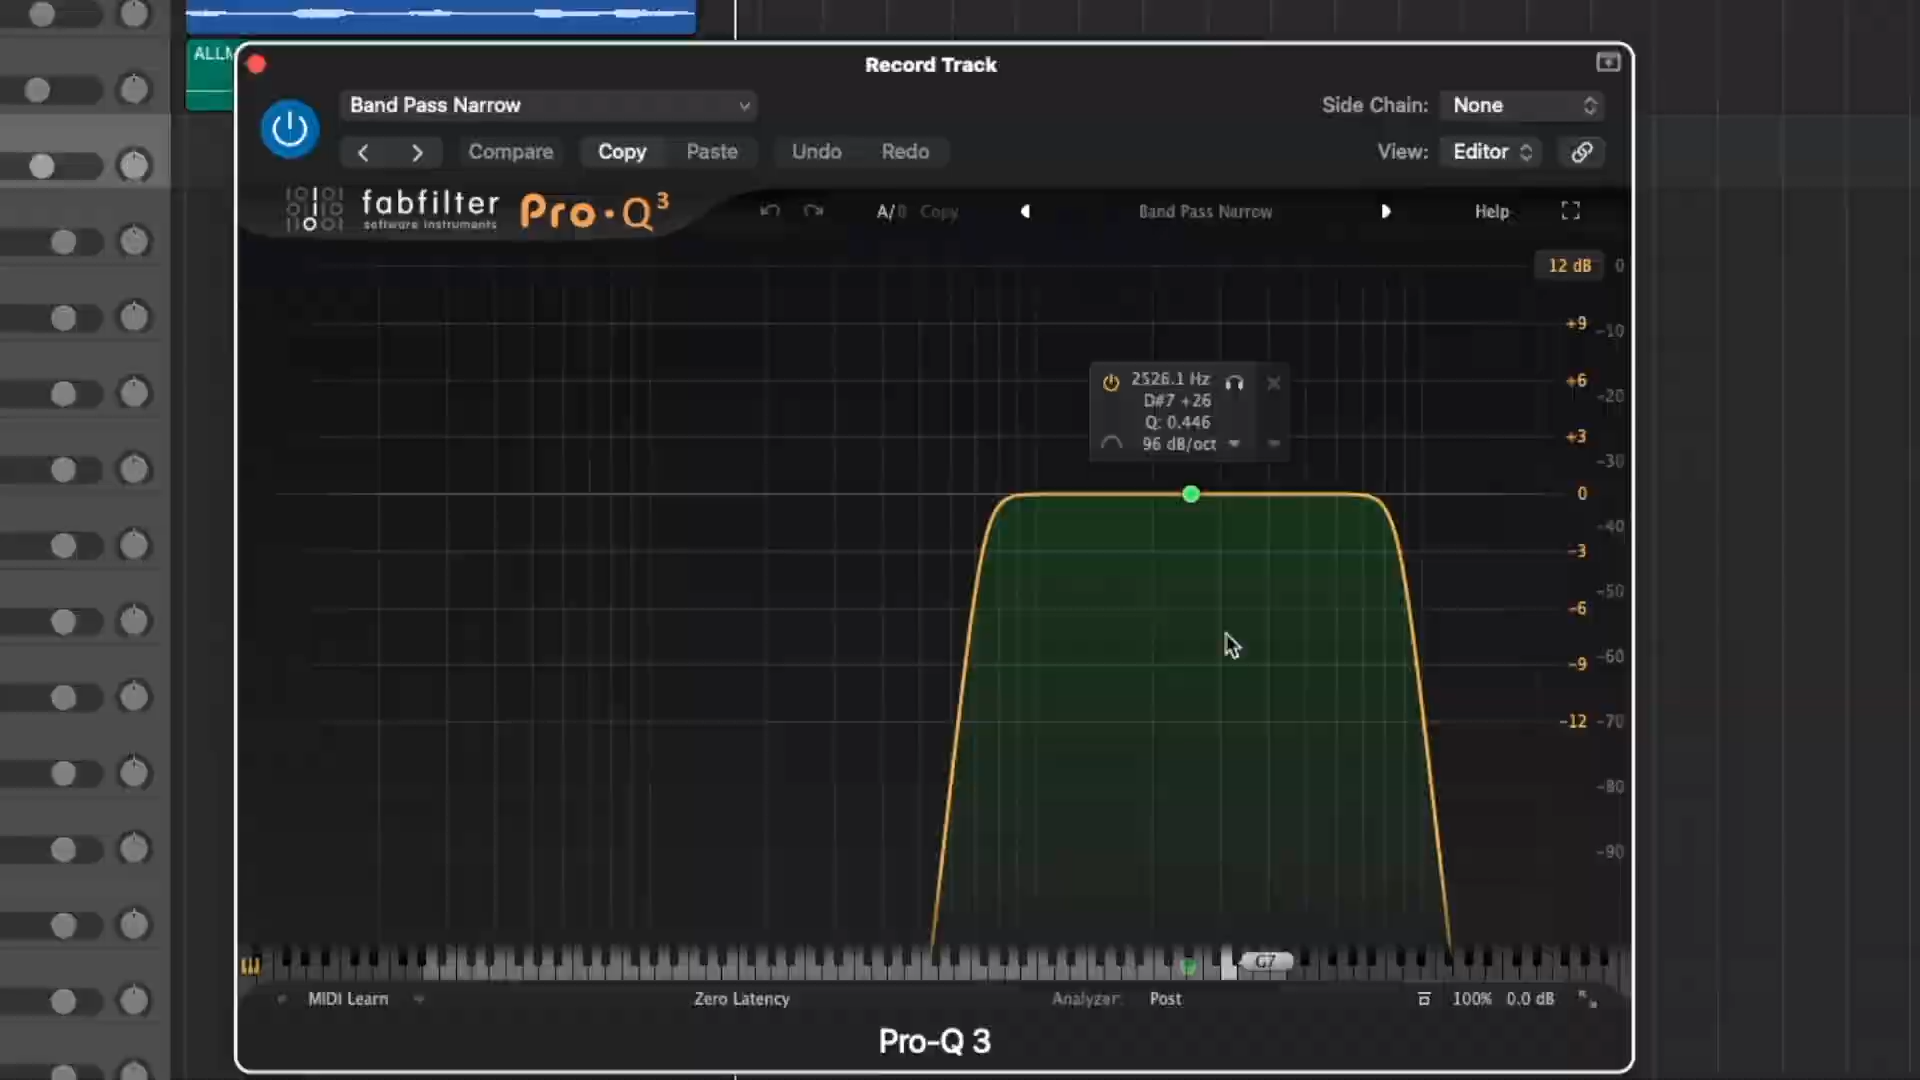 ALLM
Record Track
Band Pass Narrow
Side Chain: None
Compare Copy Paste Undo Redo
View: Editor
fabfilter
software instruments
Pro·Q³
A/B Copy
Band Pass Narrow
Help
12 dB 0
+9 -10
2526.1 Hz
+6 -20
D#7 +26
Q: 0.446
+3 -30
96 dB/oct
0
-40
-3
-50
-6
-60
-9
-12 -70
-80
-90
G7
MIDI Learn Zero Latency Analyzer: Post 100% 0.0 dB
Pro-Q 3